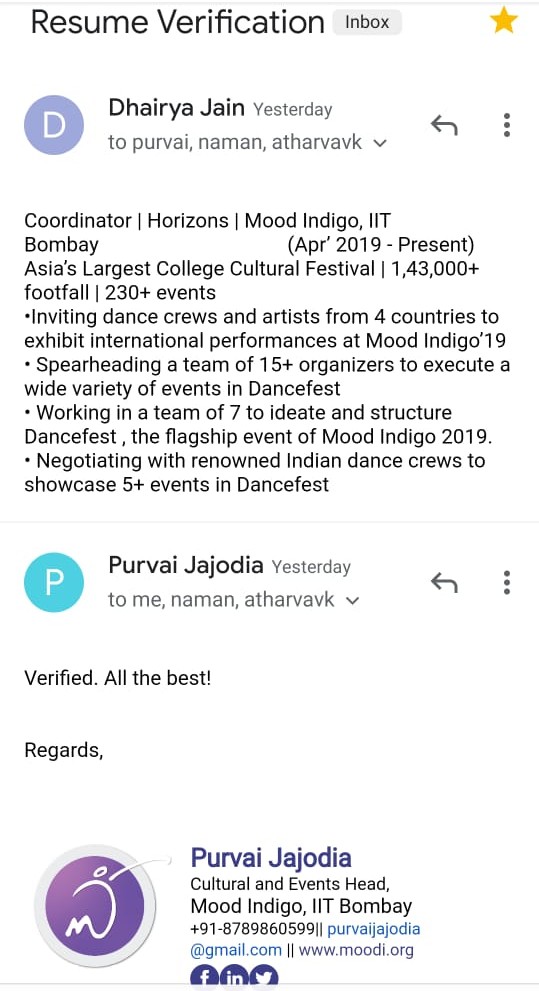 Resume Verification Inbox
D
Dhairya Jain Yesterday
to purvai, naman, atharvavk
Coordinator | Horizons | Mood Indigo, IIT
Bombay (Apr’ 2019 - Present)
Asia’s Largest College Cultural Festival | 1,43,000+
footfall | 230+ events
•Inviting dance crews and artists from 4 countries to
exhibit international performances at Mood Indigo’19
• Spearheading a team of 15+ organizers to execute a
wide variety of events in Dancefest
• Working in a team of 7 to ideate and structure
Dancefest , the flagship event of Mood Indigo 2019.
• Negotiating with renowned Indian dance crews to
showcase 5+ events in Dancefest
P
Purvai Jajodia Yesterday
to me, naman, atharvavk
Verified. All the best!
Regards,
Purvai Jajodia
Cultural and Events Head,
Mood Indigo, IIT Bombay
+91-8789860599|| purvaijajodia
@gmail.com || www.moodi.org